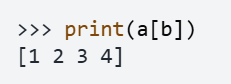 >>> print(a[b])
[1 2 3 4]